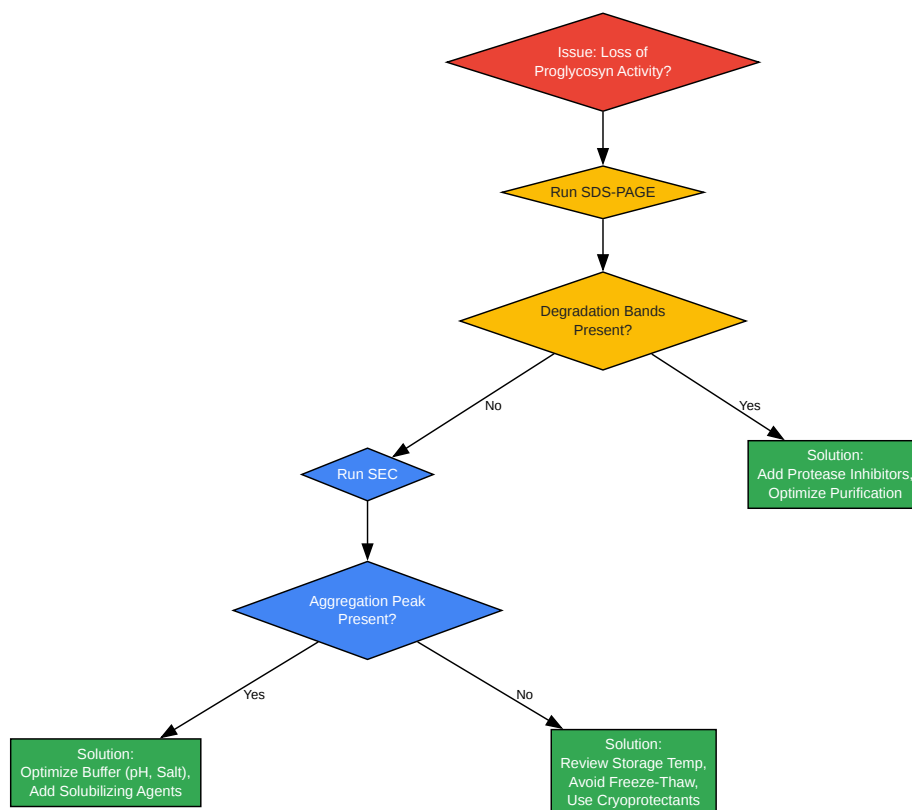 Issue: Loss of
Proglycosyn Activity?
Run SDS-PAGE
Degradation Bands
Present?
No
Yes
Solution:
Add Protease Inhibitors,
Optimize Purification
Run SEC
Aggregation Peak
Present?
Yes
No
Solution:
Optimize Buffer (pH, Salt),
Add Solubilizing Agents
Solution:
Review Storage Temp,
Avoid Freeze-Thaw,
Use Cryoprotectants